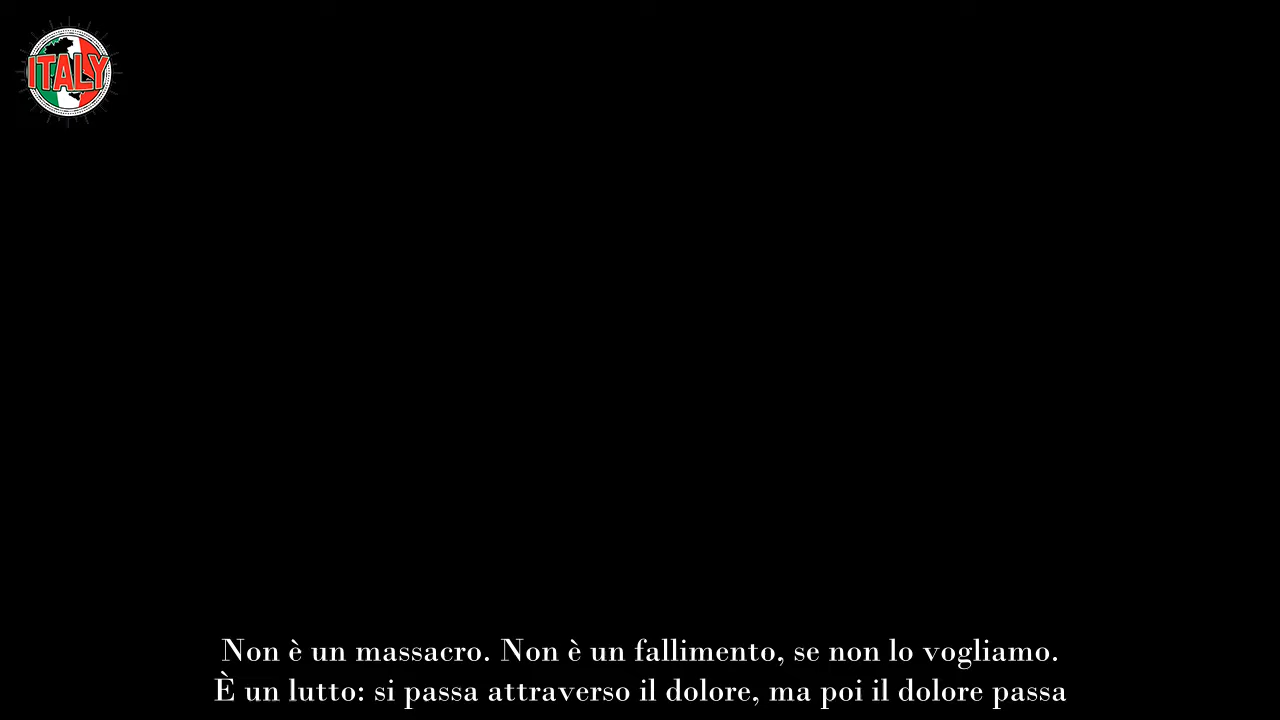 ITALY
Non è un massacro. Non è un fallimento, se non lo vogliamo.
È un lutto: si passa attraverso il dolore, ma poi il dolore passa